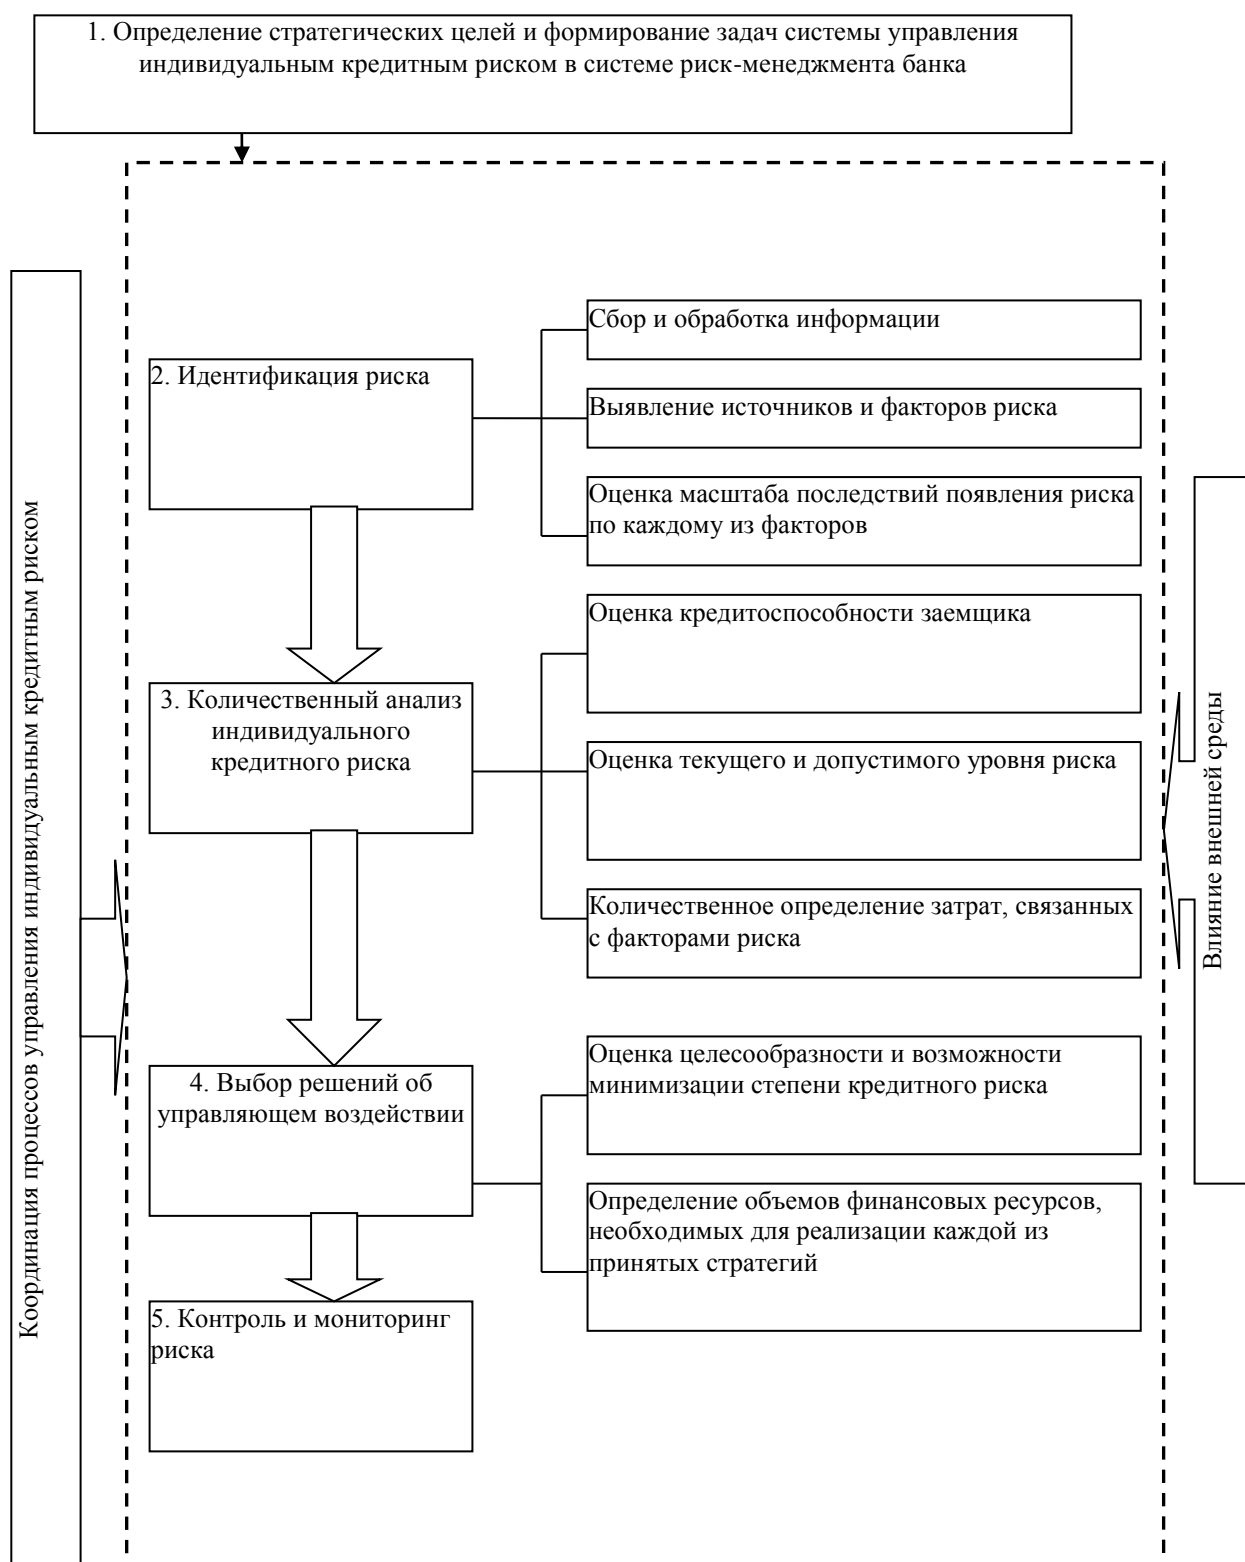 1. Определение стратегических целей и формирование задач системы управления
индивидуальным кредитным риском в системе риск-менеджмента банка
Координация процессов управления индивидуальным кредитным риском
2. Идентификация риска
Сбор и обработка информации
Выявление источников и факторов риска
Оценка масштаба последствий появления риска
по каждому из факторов
3. Количественный анализ
индивидуального
кредитного риска
Оценка кредитоспособности заемщика
Оценка текущего и допустимого уровня риска
Количественное определение затрат, связанных
с факторами риска
4. Выбор решений об
управляющем воздействии
Оценка целесообразности и возможности
минимизации степени кредитного риска
Определение объемов финансовых ресурсов,
необходимых для реализации каждой из
принятых стратегий
5. Контроль и мониторинг
риска
Влияние внешней среды